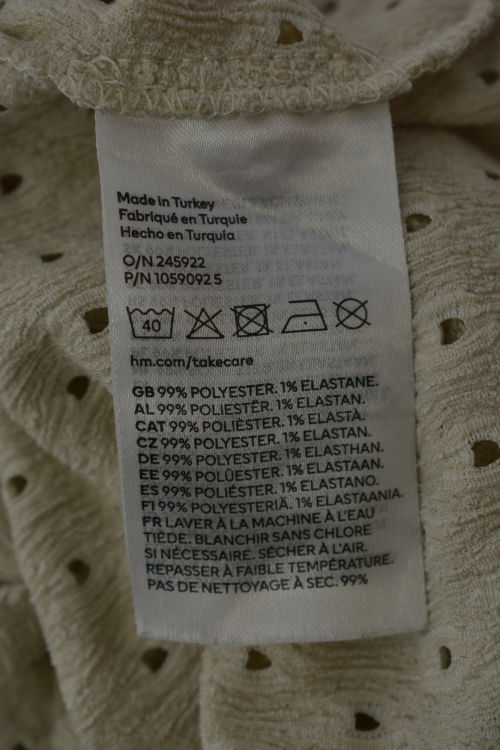 Made in Turkey
Fabriqué en Turquie
Hecho en Turquía
O/N 245922
P/N 1059092 5
40
hm.com/takecare
GB 99% POLYESTER. 1% ELASTANE.
AL 99% POLIESTËR. 1% ELASTAN.
CAT 99% POLIÈSTER. 1% ELASTÀ.
CZ 99% POLYESTER. 1% ELASTAN.
DE 99% POLYESTER. 1% ELASTHAN.
EE 99% POLÜESTER. 1% ELASTAAN.
ES 99% POLIÉSTER. 1% ELASTANO.
FI 99% POLYESTERIÄ. 1% ELASTAANIA.
FR LAVER À LA MACHINE À L'EAU
TIÈDE. BLANCHIR SANS CHLORE
SI NÉCESSAIRE. SÉCHER À L'AIR.
REPASSER À FAIBLE TEMPÉRATURE.
PAS DE NETTOYAGE À SEC. 99%